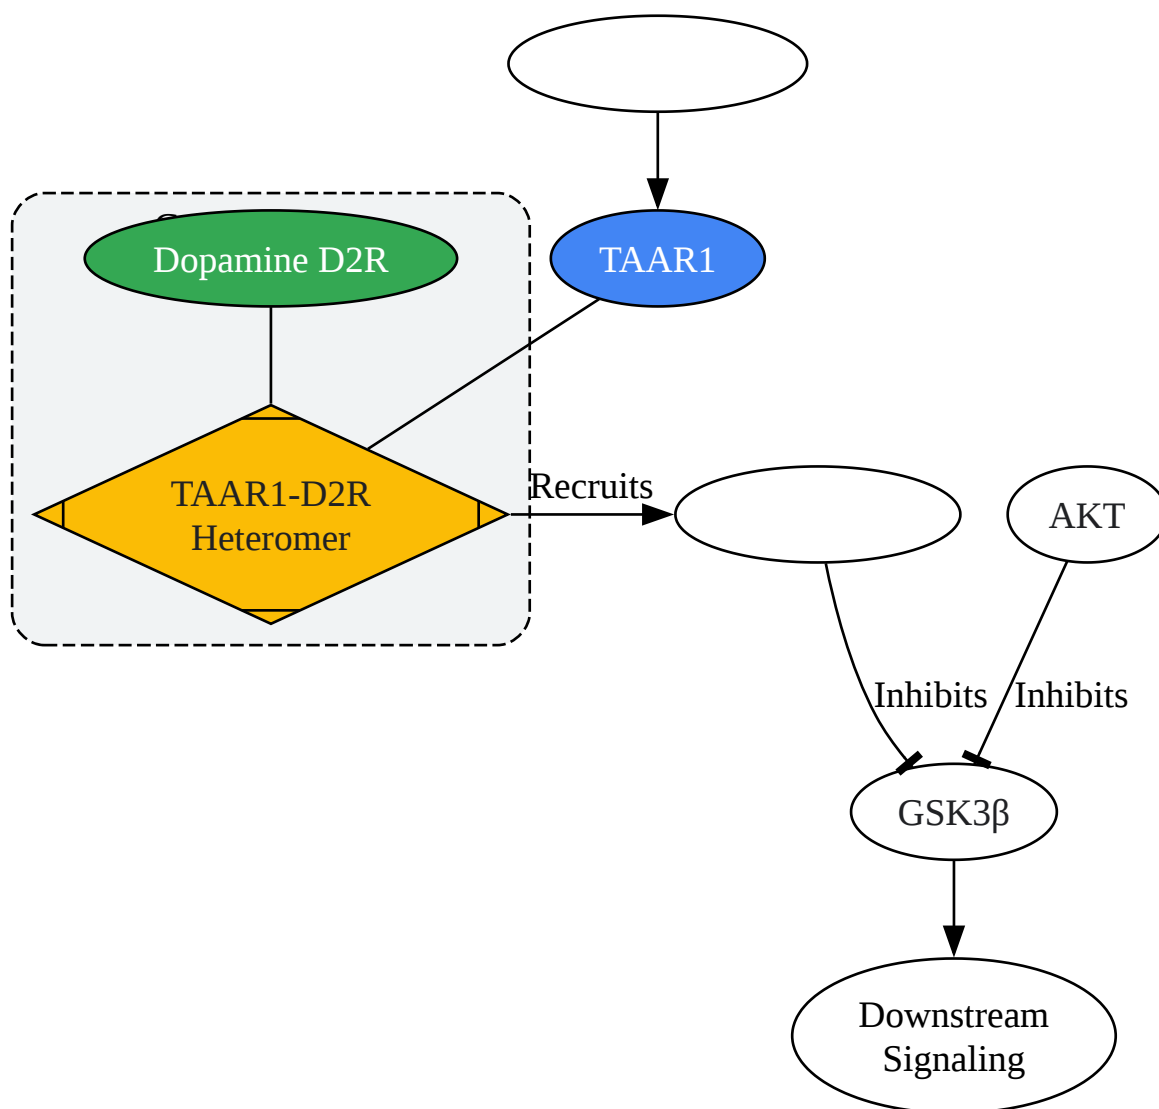 Dopamine D2R
TAAR1
TAAR1-D2R
Heteromer
Recruits
AKT
Inhibits
Inhibits
GSK3β
Downstream
Signaling